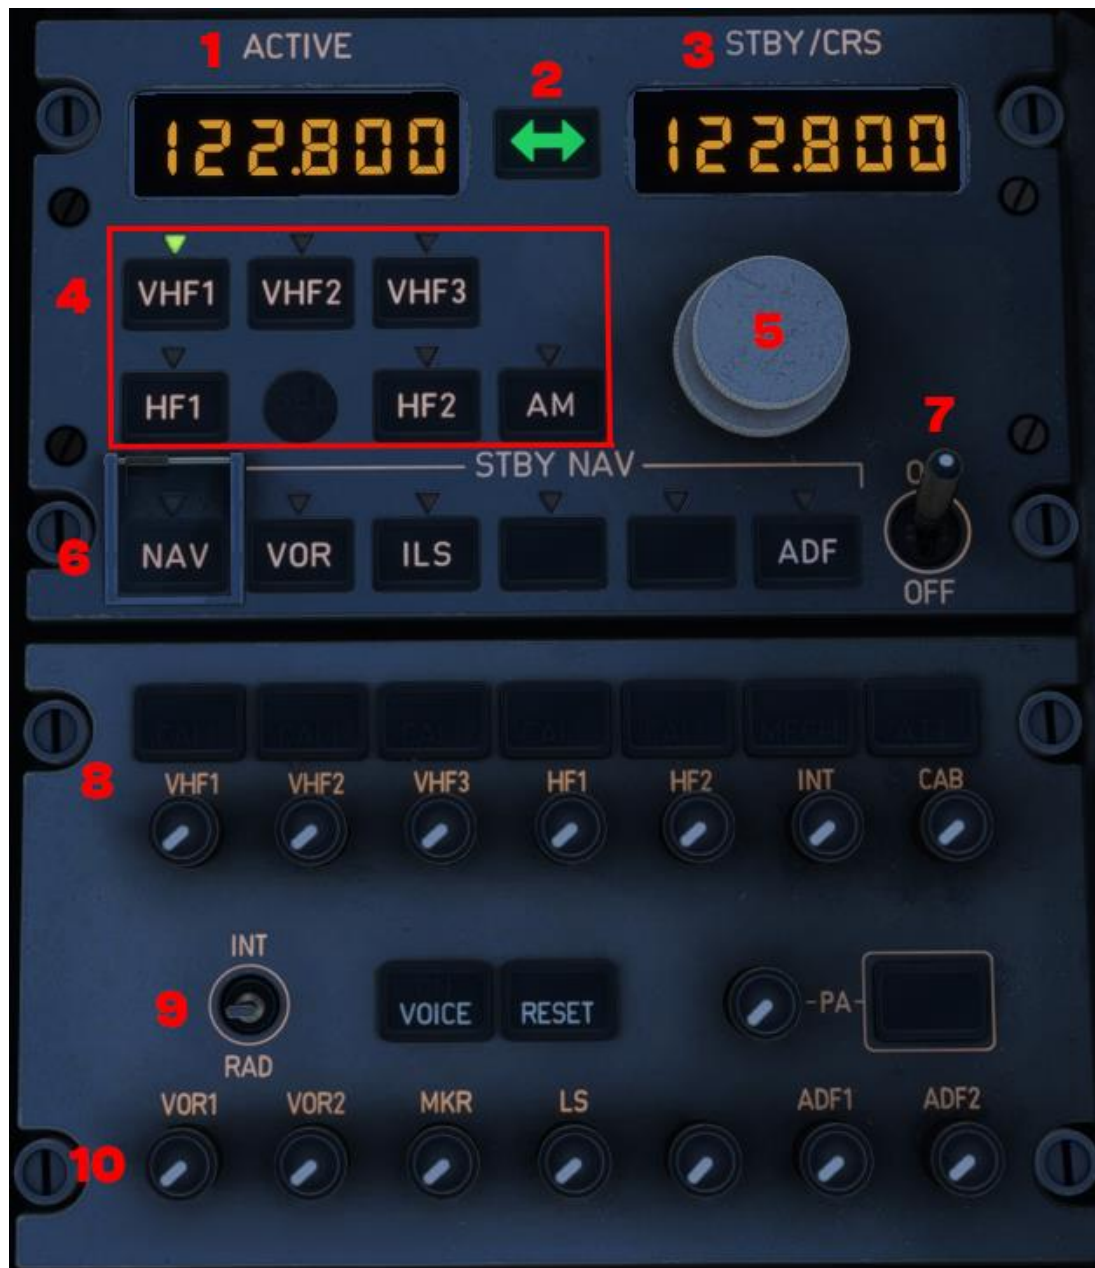 1 ACTIVE 2 3 STBY/CRS
122.800 122.800
4 VHF1 VHF2 VHF3
5
HF1 HF2 AM
7
STBY NAV
6 NAV VOR ILS ADF
OFF
8 VHF1 VHF2 VHF3 HF1 HF2 INT CAB
INT
9 VOICE RESET PA
RAD
VOR1 VOR2 MKR LS ADF1 ADF2
10